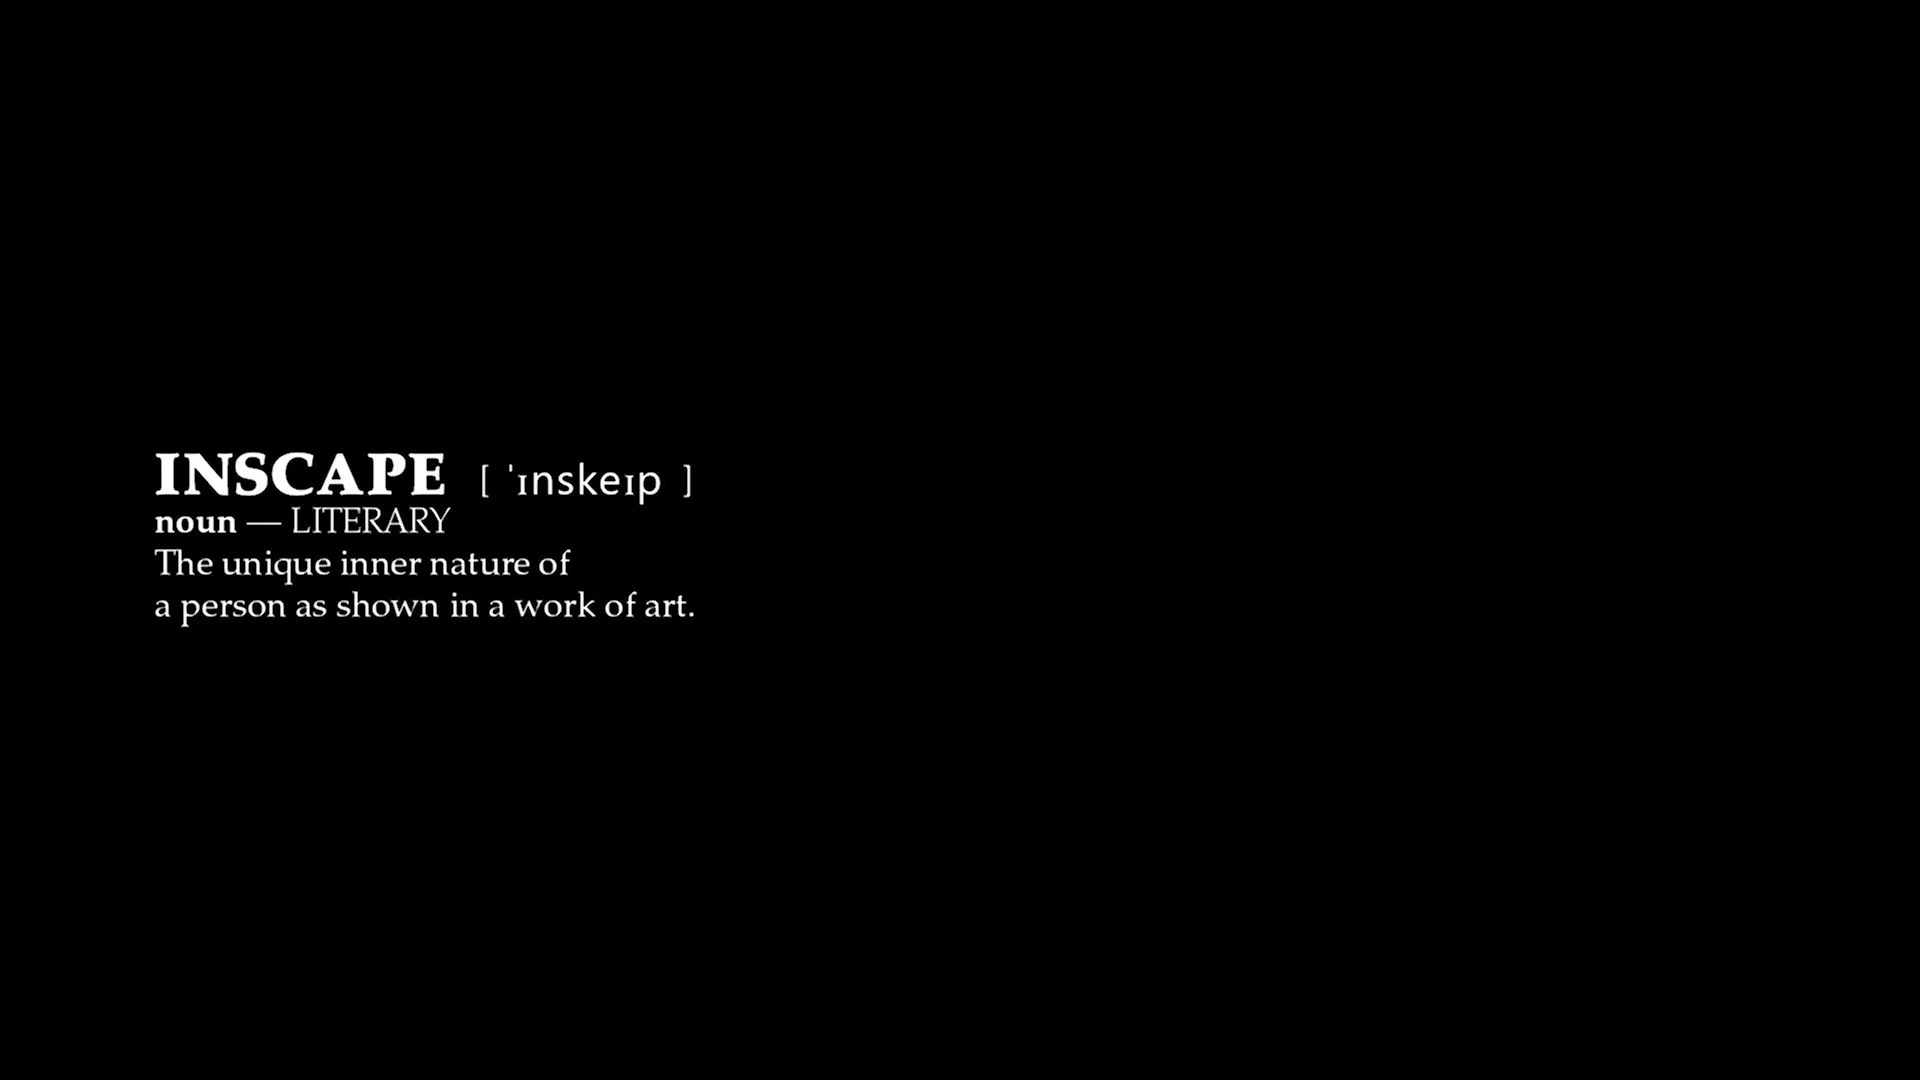 INSCAPE [ ˈɪnskeɪp ]
noun — LITERARY
The unique inner nature of
a person as shown in a work of art.